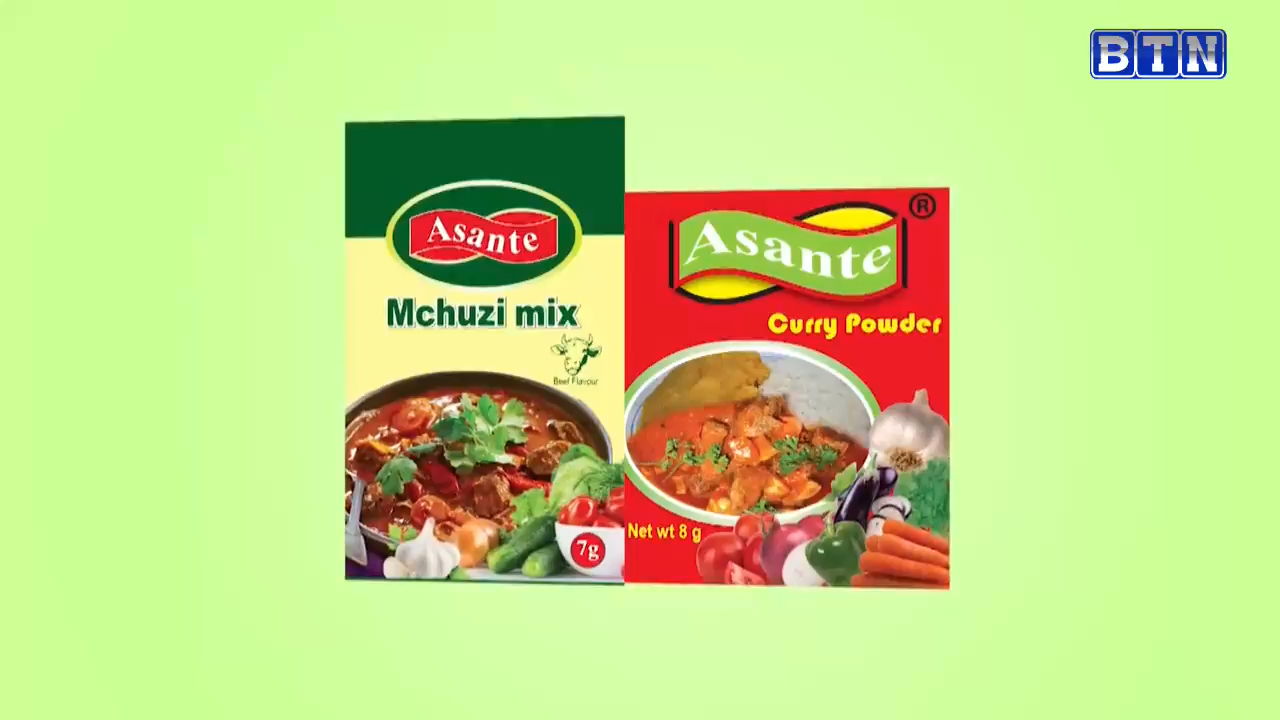 BTN
Asante
Mchuzi mix
Beef Flavour
7g
Asante ®
Curry Powder
Net wt 8 g